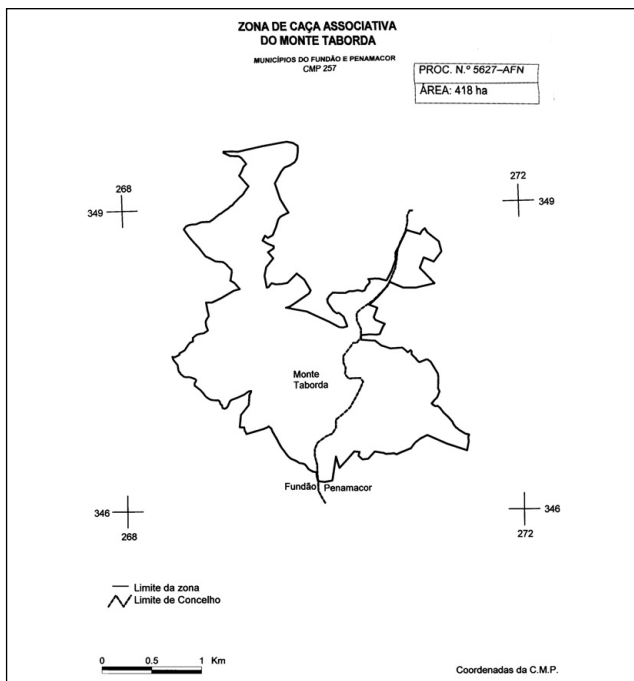 ZONA DE CAÇA ASSOCIATIVA
DO MONTE TABORDA
MUNICÍPIOS DO FUNDÃO E PENAMACOR
CMP 257
PROC. N.º 5627–AFN
ÁREA: 418 ha
268
349
272
349
Monte
Taborda
Fundão
Penamacor
346
268
346
272
Limite da zona
Limite de Concelho
0 0.5 1 Km
Coordenadas da C.M.P.